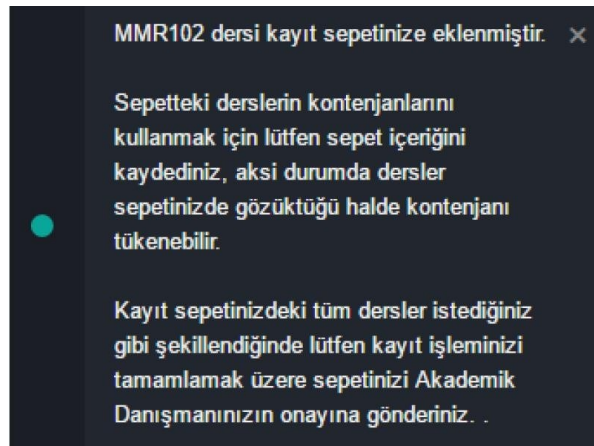 MMR102 dersi kayıt sepetinize eklenmiştir. ×
Sepetteki derslerin kontenjanlarını
kullanmak için lütfen sepet içeriğini
kaydediniz, aksi durumda dersler
sepetinizde gözüktüğü halde kontenjanı
tükenebilir.
Kayıt sepetinizdeki tüm dersler istediğiniz
gibi şekillendiğinde lütfen kayıt işleminizi
tamamlamak üzere sepetinizi Akademik
Danışmanınızın onayına gönderiniz. .